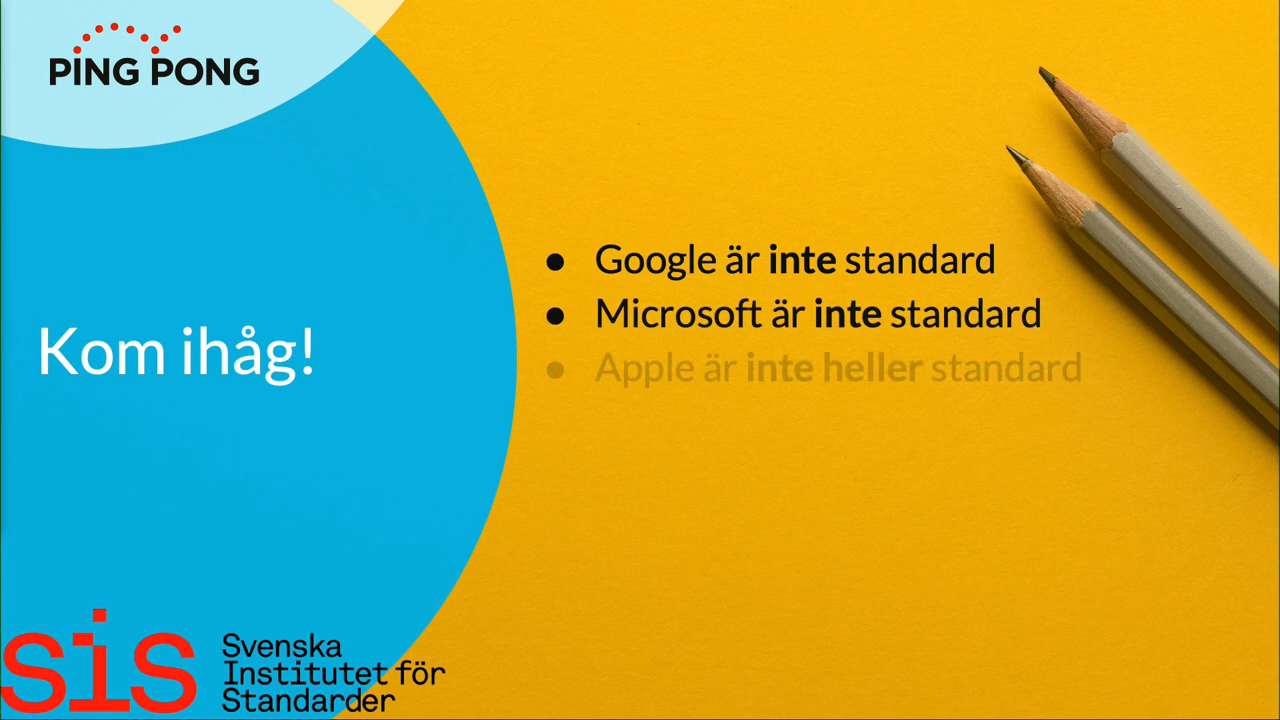 PING PONG
Kom ihåg!
● Google är inte standard
● Microsoft är inte standard
● Apple är inte heller standard
sis
Svenska
Institutet för
Standarder